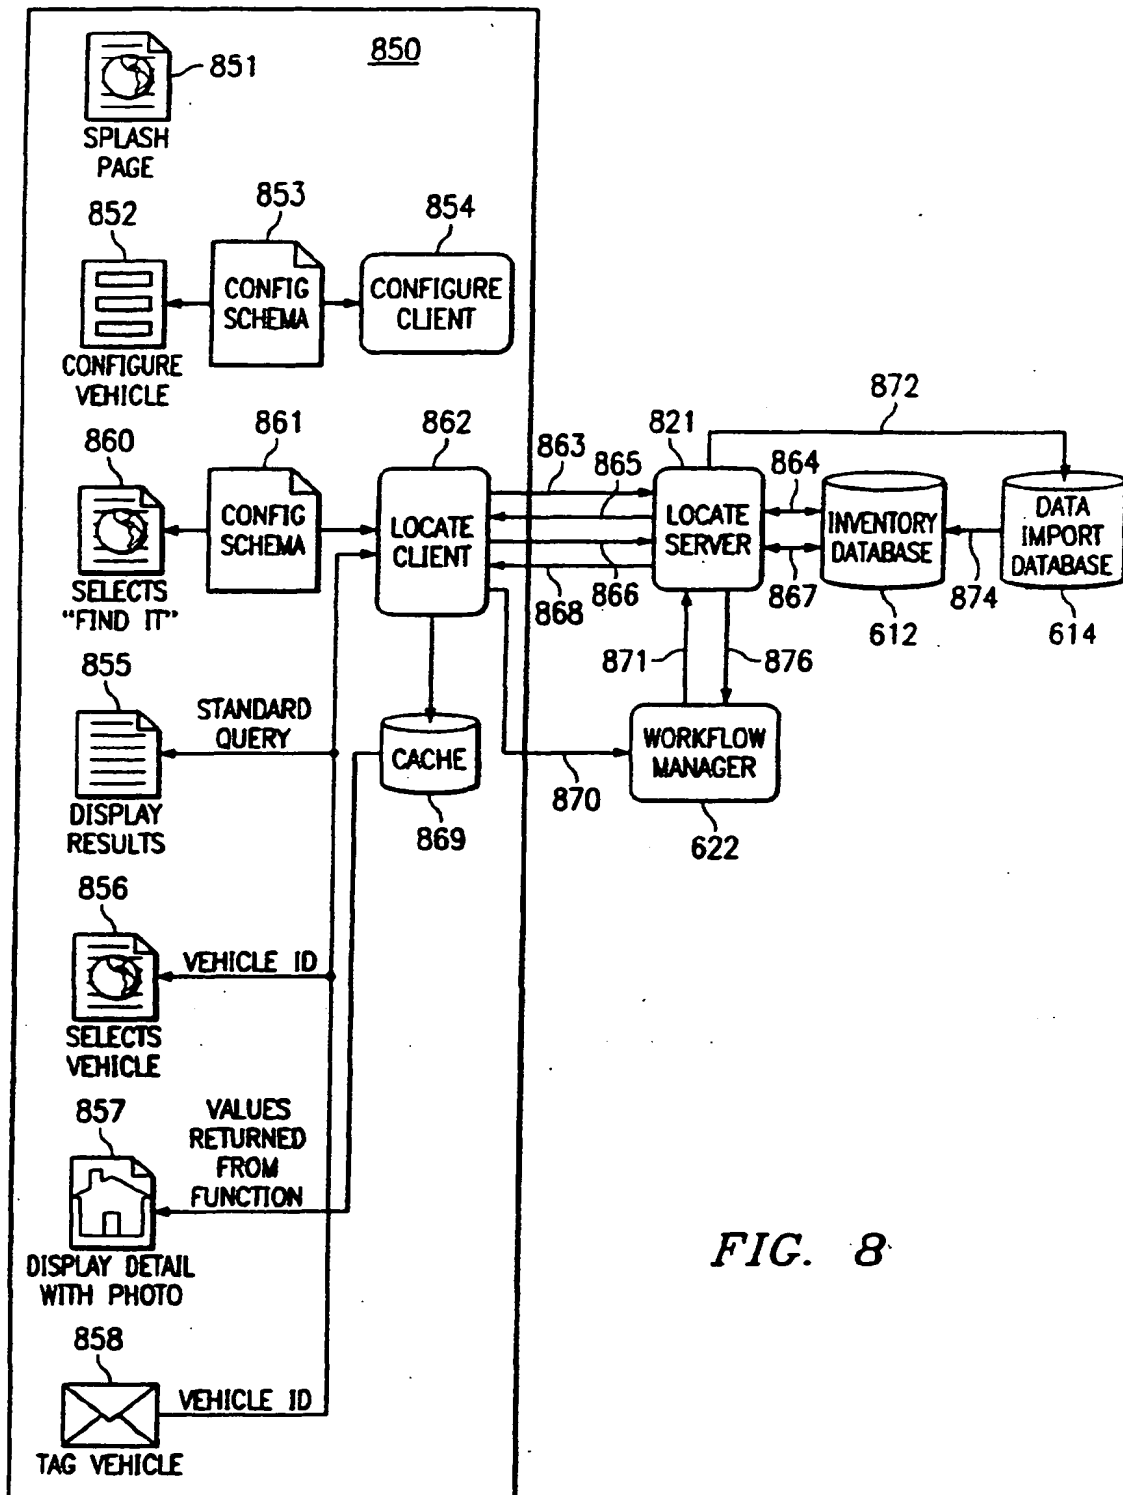 850
851
SPLASH
PAGE
852
853
854
CONFIG
SCHEMA
CONFIGURE
CLIENT
CONFIGURE
VEHICLE
860
861
862
863
865
821
872
864
CONFIG
SCHEMA
LOCATE
CLIENT
LOCATE
SERVER
INVENTORY
DATABASE
DATA
IMPORT
DATABASE
SELECTS
"FIND IT"
868
866
867
874
612
614
871
876
855
STANDARD
QUERY
CACHE
WORKFLOW
MANAGER
870
DISPLAY
RESULTS
869
622
856
VEHICLE ID
SELECTS
VEHICLE
857
VALUES
RETURNED
FROM
FUNCTION
DISPLAY DETAIL
WITH PHOTO
FIG. 8
858
VEHICLE ID
TAG VEHICLE